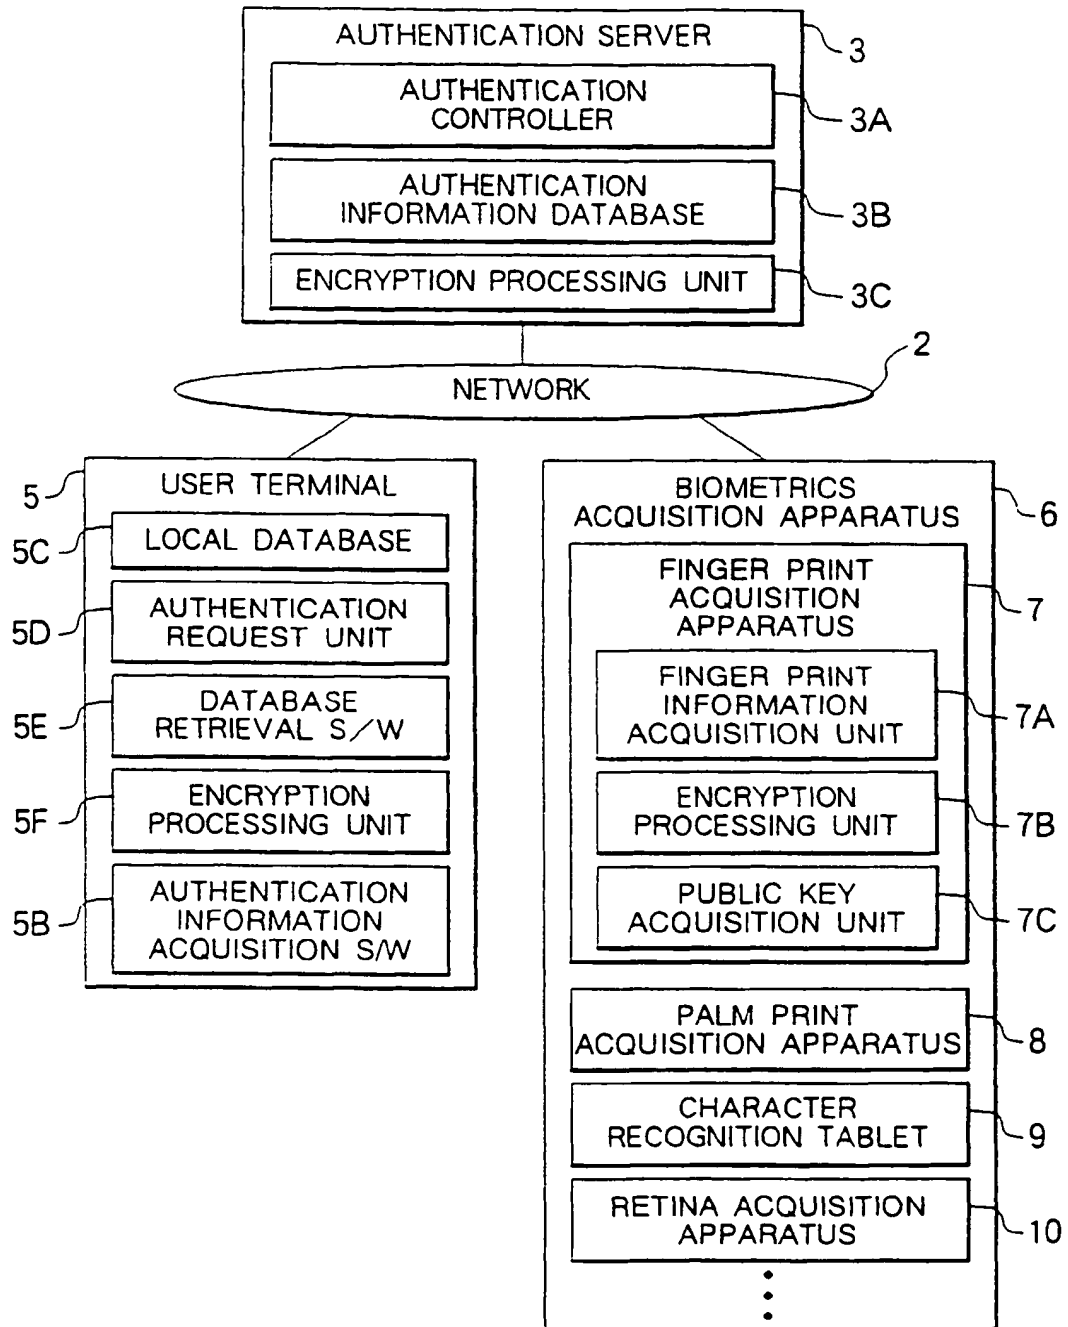 AUTHENTICATION SERVER
3
AUTHENTICATION
CONTROLLER
3A
AUTHENTICATION
INFORMATION DATABASE
3B
ENCRYPTION PROCESSING UNIT
3C
2
NETWORK
5
USER TERMINAL
5C
LOCAL DATABASE
5D
AUTHENTICATION
REQUEST UNIT
5E
DATABASE
RETRIEVAL S/W
5F
ENCRYPTION
PROCESSING UNIT
5B
AUTHENTICATION
INFORMATION
ACQUISITION S/W
BIOMETRICS
ACQUISITION APPARATUS
6
FINGER PRINT
ACQUISITION
APPARATUS
7
FINGER PRINT
INFORMATION
ACQUISITION UNIT
7A
ENCRYPTION
PROCESSING UNIT
7B
PUBLIC KEY
ACQUISITION UNIT
7C
PALM PRINT
ACQUISITION APPARATUS
8
CHARACTER
RECOGNITION TABLET
9
RETINA ACQUISITION
APPARATUS
10